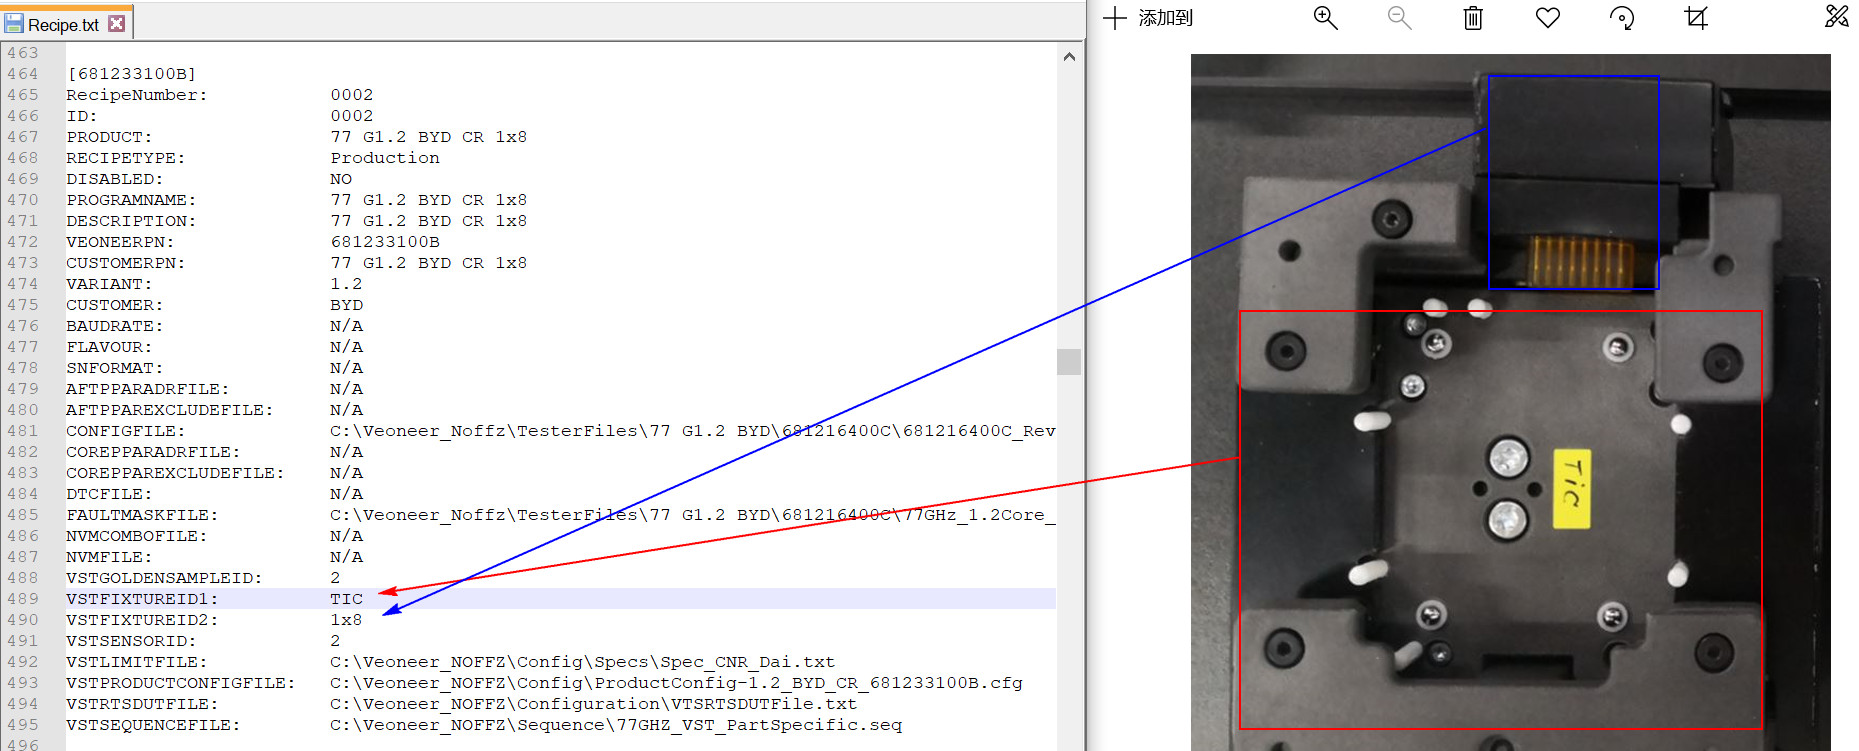 Recipe.txt
添加到
463
464 [681233100B]
465 RecipeNumber: 0002
466 ID: 0002
467 PRODUCT: 77 G1.2 BYD CR 1x8
468 RECIPETYPE: Production
469 DISABLED: NO
470 PROGRAMNAME: 77 G1.2 BYD CR 1x8
471 DESCRIPTION: 77 G1.2 BYD CR 1x8
472 VEONEERPN: 681233100B
473 CUSTOMERPN: 77 G1.2 BYD CR 1x8
474 VARIANT: 1.2
475 CUSTOMER: BYD
476 BAUDRATE: N/A
477 FLAVOUR: N/A
478 SNFORMAT: N/A
479 AFTPPARADRFILE: N/A
480 AFTPPAREXCLUDEFILE: N/A
481 CONFIGFILE: C:\Veoneer_Noffz\TesterFiles\77 G1.2 BYD\681216400C\681216400C_Rev
482 COREPPARADRFILE: N/A
483 COREPPAREXCLUDEFILE: N/A
484 DTCFILE: N/A
485 FAULTMASKFILE: C:\Veoneer_Noffz\TesterFiles\77 G1.2 BYD\681216400C\77GHz_1.2Core_
486 NVMCOMBOFILE: N/A
487 NVMFILE: N/A
488 VSTGOLDENSAMPLEID: 2
489 VSTFIXTUREID1: TIC
490 VSTFIXTUREID2: 1x8
491 VSTSENSORID: 2
492 VSTLIMITFILE: C:\Veoneer_NOFFZ\Config\Specs\Spec_CNR_Dai.txt
493 VSTPRODUCTCONFIGFILE: C:\Veoneer_NOFFZ\Config\ProductConfig-1.2_BYD_CR_681233100B.cfg
494 VSTRTSDUTFILE: C:\Veoneer_NOFFZ\Configuration\VTSRTSDUTFile.txt
495 VSTSEQUENCEFILE: C:\Veoneer_NOFFZ\Sequence\77GHZ_VST_PartSpecific.seq
496
TiC